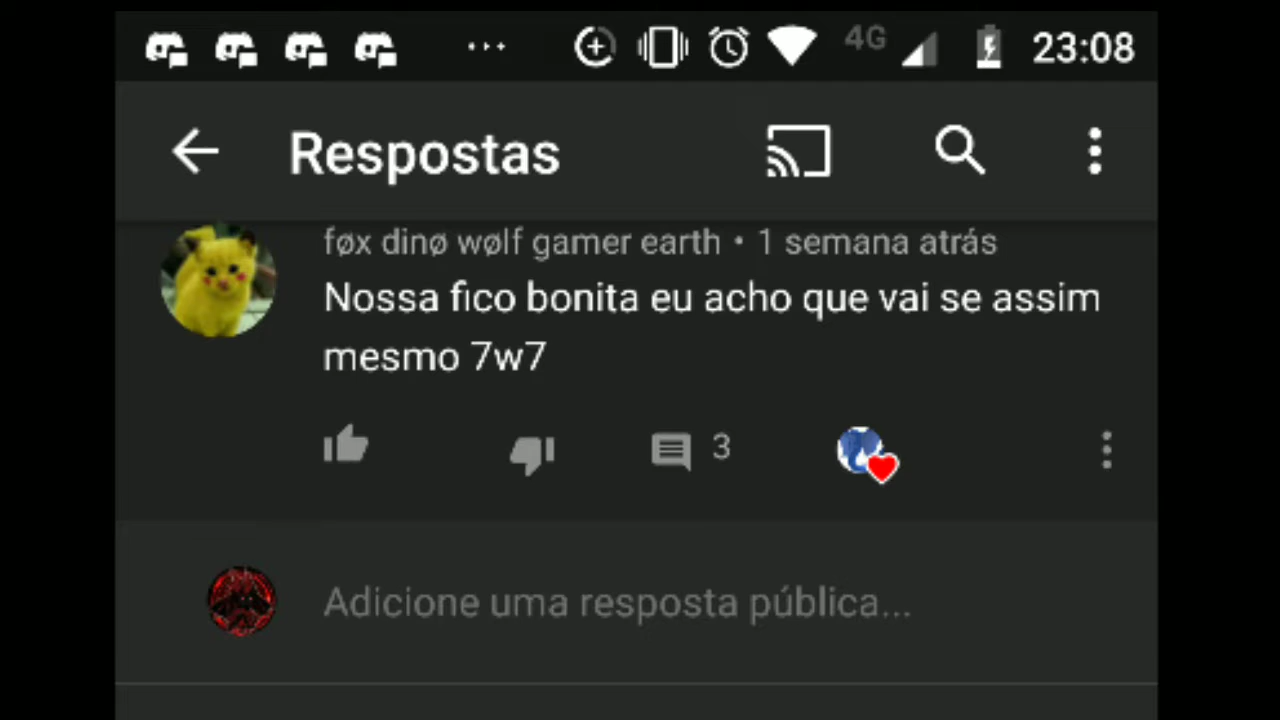 4G 23:08
Respostas
føx dinø wølf gamer earth • 1 semana atrás
Nossa fico bonita eu acho que vai se assim
mesmo 7w7
3
Adicione uma resposta pública...